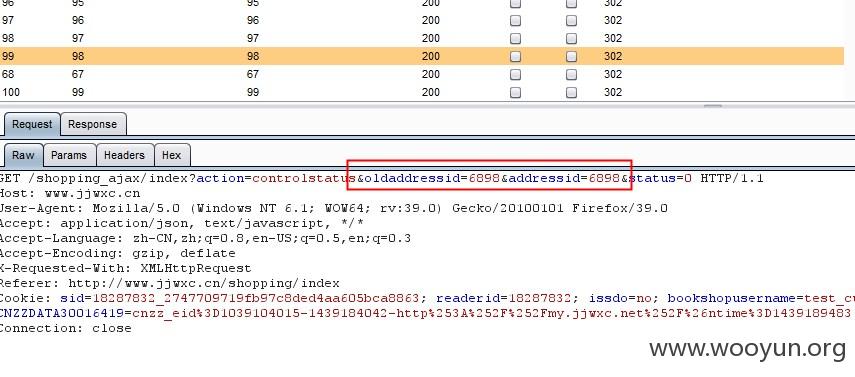 96 95 95 200 302
97 96 96 200 302
98 97 97 200 302
99 98 98 200 302
68 67 67 200 302
100 99 99 200 302
Request Response
Raw Params Headers Hex
GET /shopping_ajax/index?action=controlstatus&oldaddressid=6898&addressid=6898&status=0 HTTP/1.1
Host: www.jjwxc.cn
User-Agent: Mozilla/5.0 (Windows NT 6.1; WOW64; rv:39.0) Gecko/20100101 Firefox/39.0
Accept: application/json, text/javascript, */*
Accept-Language: zh-CN,zh;q=0.8,en-US;q=0.5,en;q=0.3
Accept-Encoding: gzip, deflate
X-Requested-With: XMLHttpRequest
Referer: http://www.jjwxc.cn/shopping/index
Cookie: sid=18287832_2747709719fb97c8ded4aa605bca8863; readerid=18287832; issdo=no; bookshopusername=test_cu
CNZZDATA30016419=cnzz_eid%3D1039104015-1439184042-http%253A%252F%252Fmy.jjwxc.net%252F%26ntime%3D1439189483
Connection: close
www.wooyun.org